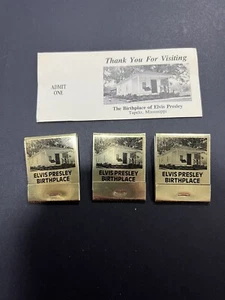 Thank You For Visiting
ADMIT
ONE
The Birthplace of Elvis Presley
Tupelo, Mississippi
ELVIS PRESLEY
BIRTHPLACE
ELVIS PRESLEY
BIRTHPLACE
ELVIS PRESLEY
BIRTHPLACE